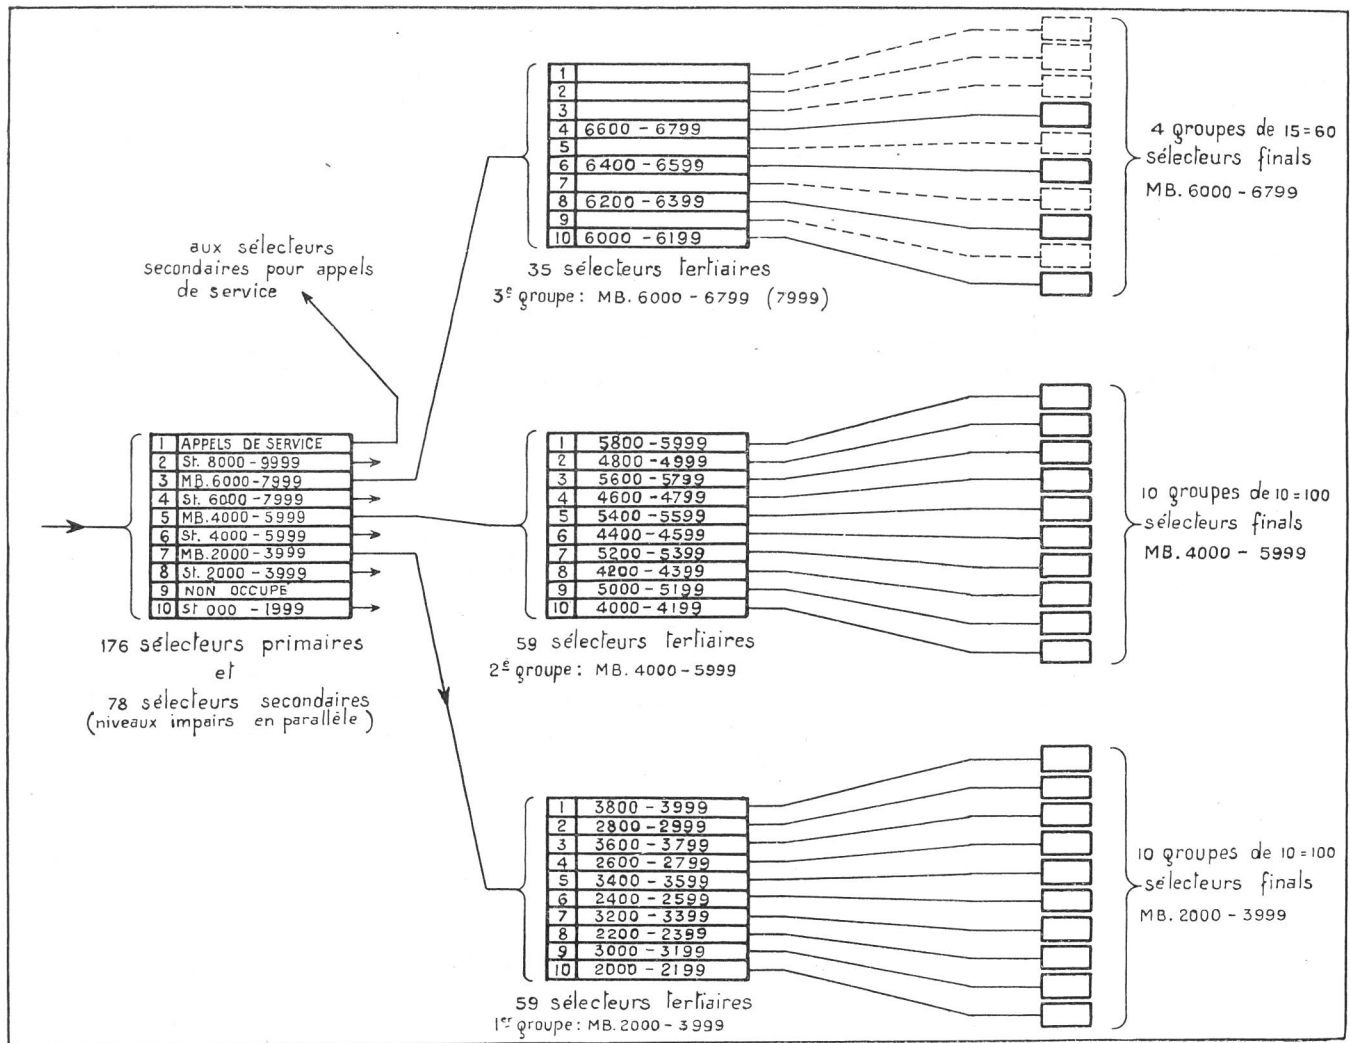 1
2
3
4 6600 - 6799
5
6 6400 - 6599
7
8 6200 - 6399
9
10 6000 - 6199
35 sélecteurs tertiaires
3e groupe : MB. 6000 - 6799 (7999)
4 groupes de 15 = 60
sélecteurs finals
MB. 6000 - 6799
aux sélecteurs
secondaires pour appels
de service
1 APPELS DE SERVICE
2 St. 8000 - 9999
3 MB. 6000 - 7999
4 St. 6000 - 7999
5 MB. 4000 - 5999
6 St. 4000 - 5999
7 MB. 2000 - 3999
8 St. 2000 - 3999
9 NON OCCUPÉ
10 St 000 - 1999
176 sélecteurs primaires
et
78 sélecteurs secondaires
(niveaux impairs en parallèle)
1 5800 - 5999
2 4800 - 4999
3 5600 - 5799
4 4600 - 4799
5 5400 - 5599
6 4400 - 4599
7 5200 - 5399
8 4200 - 4399
9 5000 - 5199
10 4000 - 4199
59 sélecteurs tertiaires
2e groupe : MB. 4000 - 5999
10 groupes de 10 = 100
sélecteurs finals
MB. 4000 - 5999
1 3800 - 3999
2 2800 - 2999
3 3600 - 3799
4 2600 - 2799
5 3400 - 3599
6 2400 - 2599
7 3200 - 3399
8 2200 - 2399
9 3000 - 3199
10 2000 - 2199
59 sélecteurs tertiaires
1er groupe : MB. 2000 - 3999
10 groupes de 10 = 100
sélecteurs finals
MB. 2000 - 3999